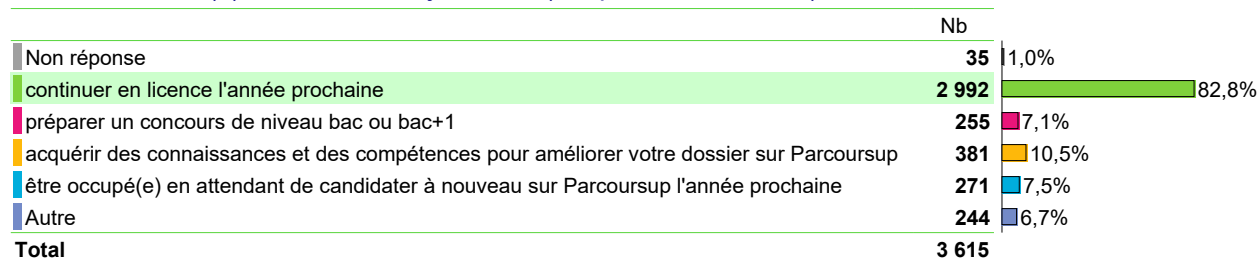 Nb
Non réponse 35 1,0%
continuer en licence l'année prochaine 2 992 82,8%
préparer un concours de niveau bac ou bac+1 255 7,1%
acquérir des connaissances et des compétences pour améliorer votre dossier sur Parcoursup 381 10,5%
être occupé(e) en attendant de candidater à nouveau sur Parcoursup l'année prochaine 271 7,5%
Autre 244 6,7%
Total 3 615